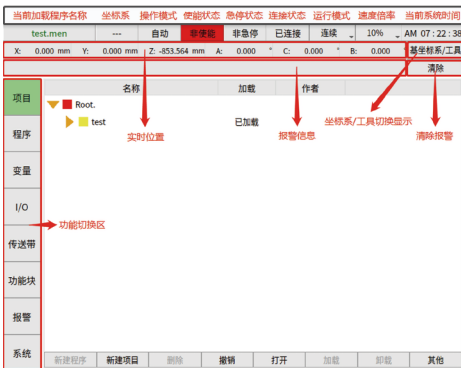 当前加载程序名称 坐标系 操作模式 使能状态 急停状态 连接状态 运行模式 速度倍率 当前系统时间
test.men --- 自动 非使能 非急停 已连接 连续 10% AM 07 : 22 : 38
X: 0.000 mm Y: 0.000 mm Z: -853.564 mm A: 0.000 ° C: 0.000 ° B: 0.000 ° 基坐标系/工具
清除
名称 加载 作者
项目
Root.
test 已加载
实时位置 报警信息 坐标系/工具切换显示 清除报警
程序
变量
I/O
功能切换区
传送带
功能块
报警
系统
新建程序 新建项目 删除 撤销 打开 加载 卸载 其他